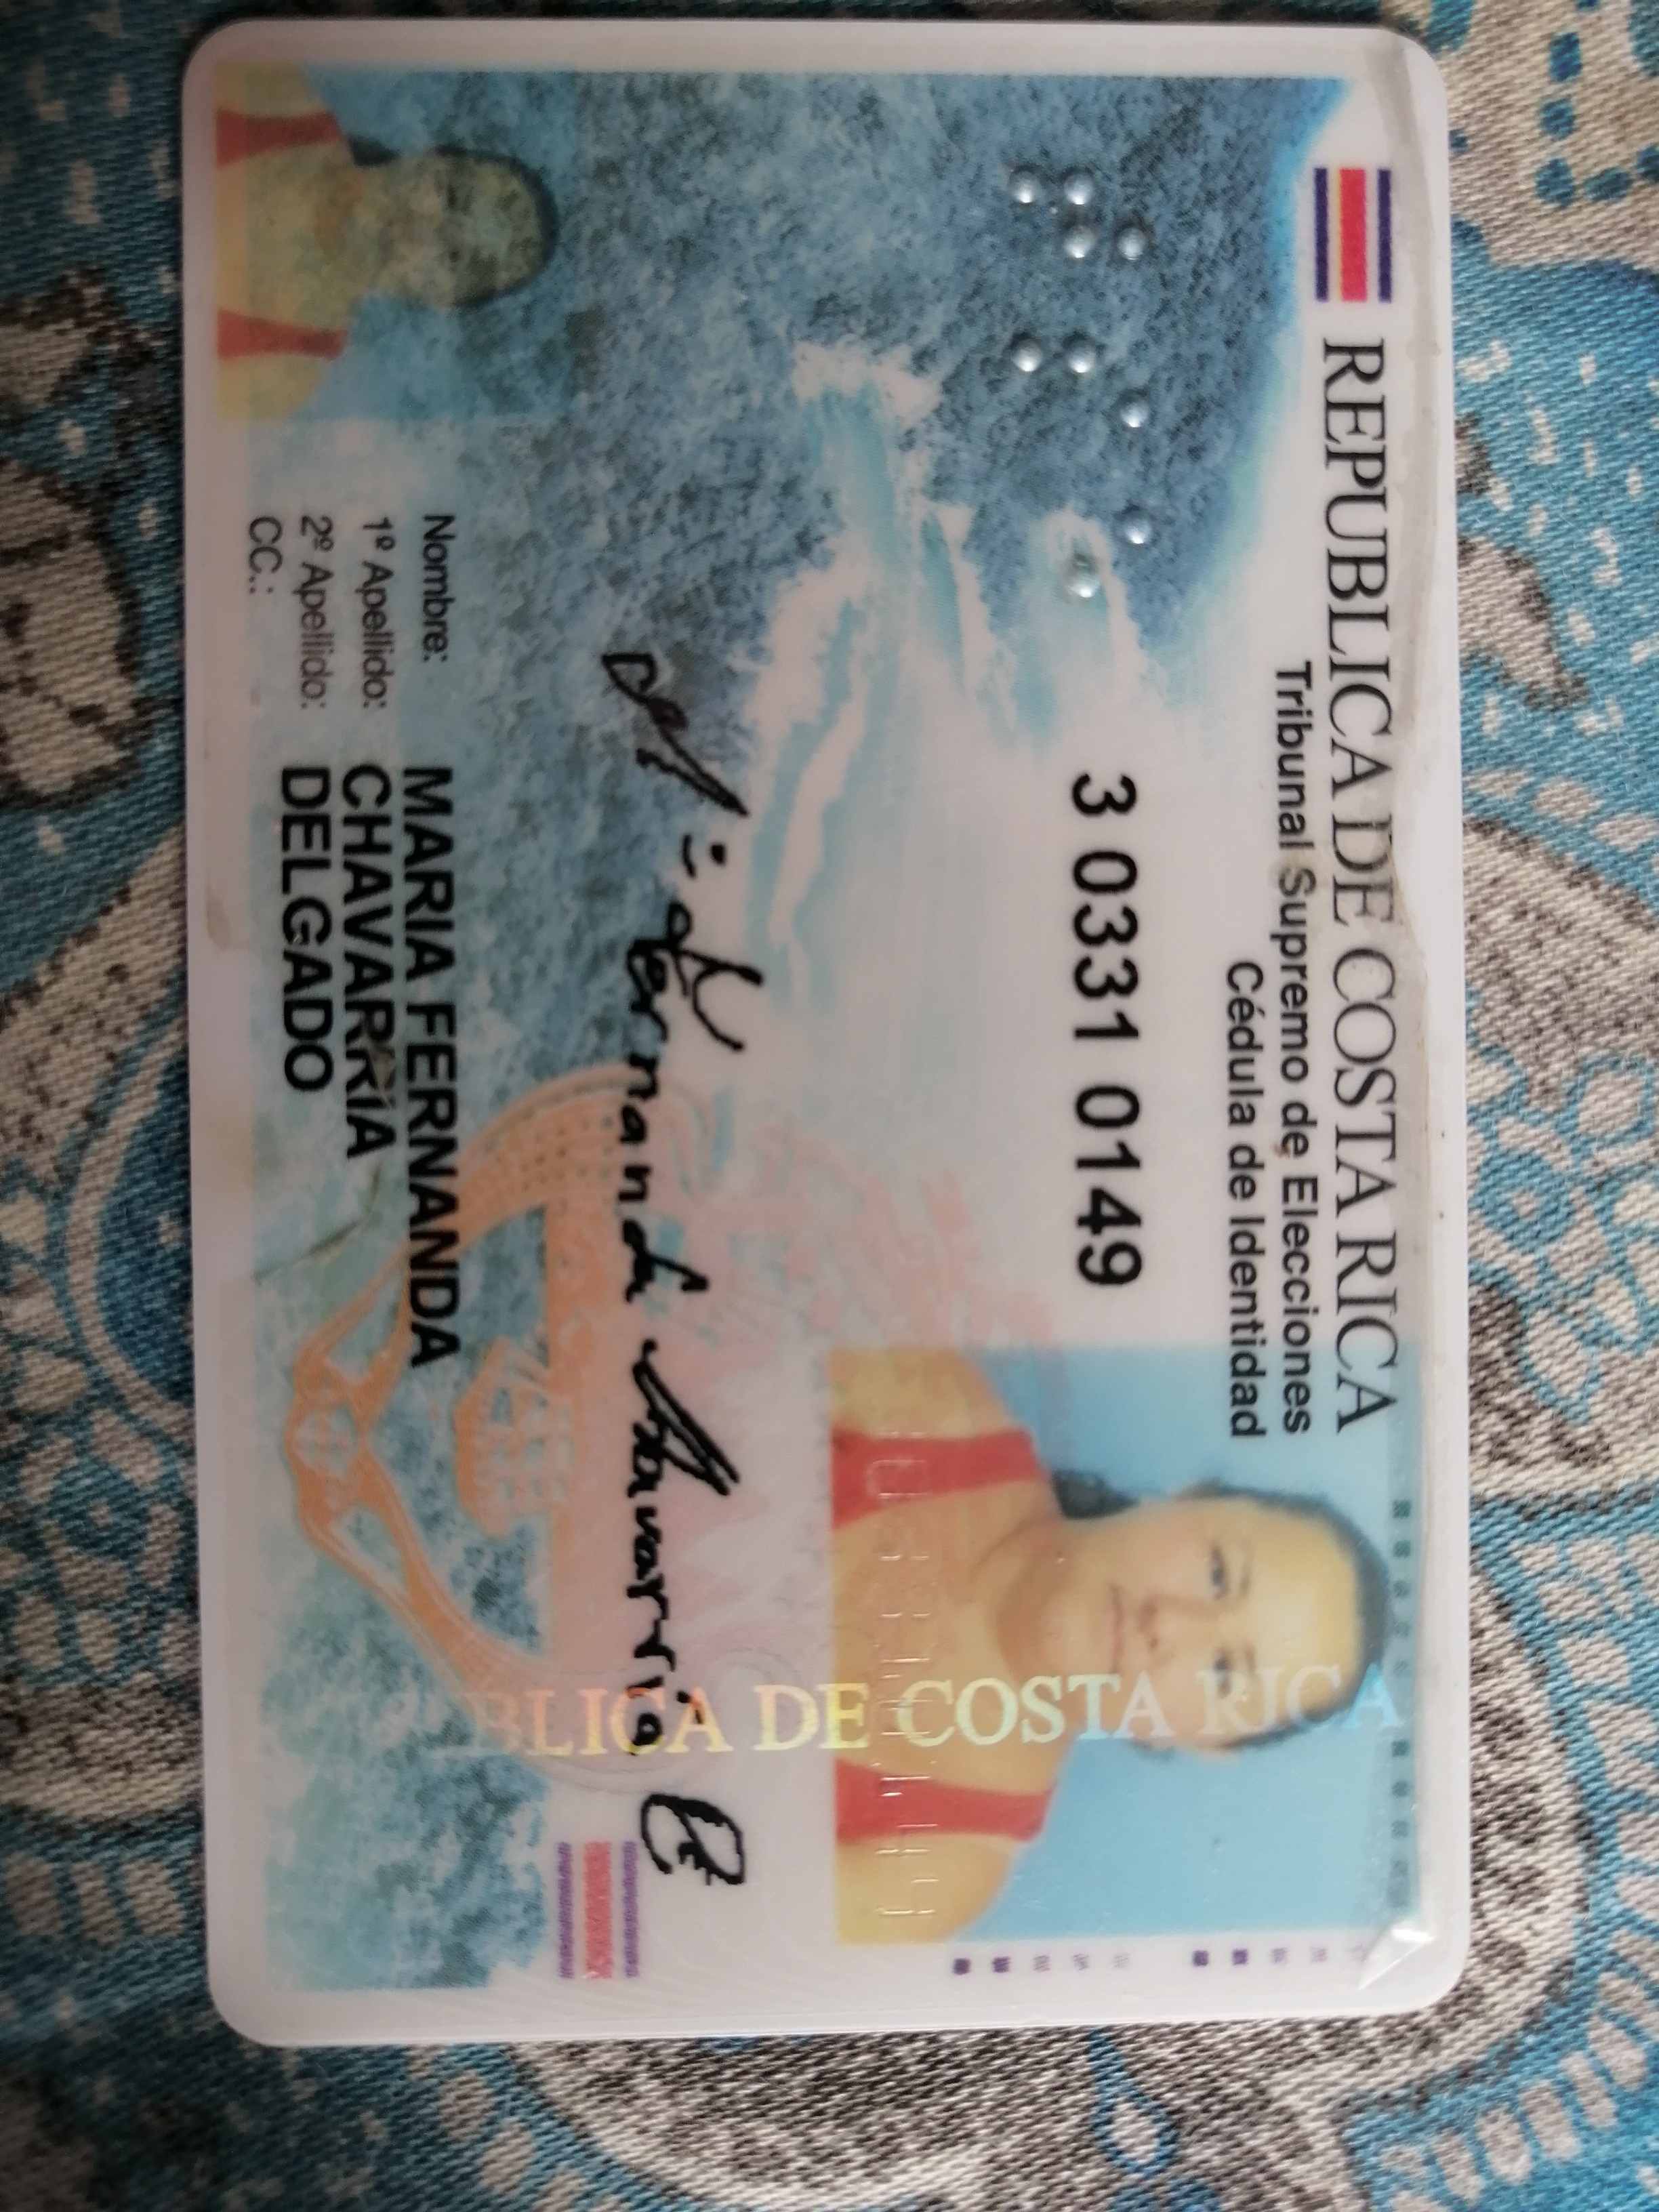 REPUBLICA DE COSTA RICA
Tribunal Supremo de Elecciones
Cédula de Identidad
3 0331 0149
Fernanda Chavarria
BLICA DE COSTA RICA
Nombre: MARIA FERNANDA
1º Apellido: CHAVARRÍA
2º Apellido: DELGADO
CC.: